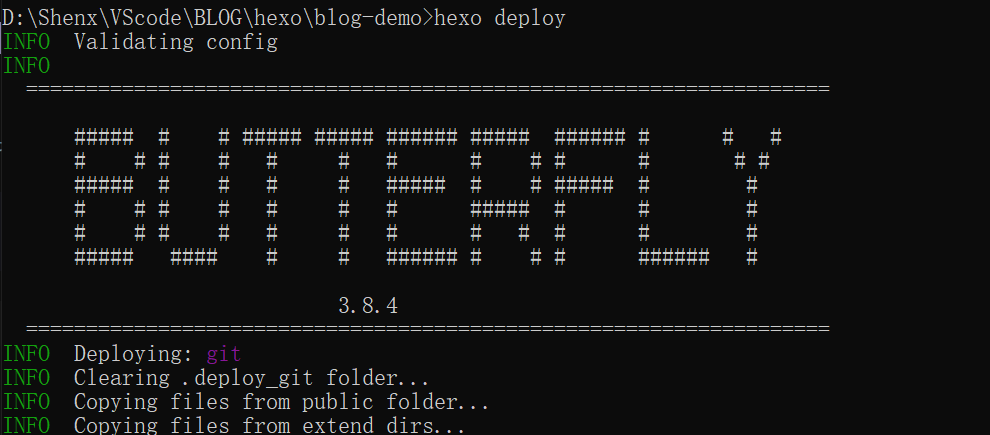 D:\Shenx\VScode\BLOG\hexo\blog-demo>hexo deploy
INFO  Validating config
INFO
  ===================================================================

      #####  #    # ##### ##### ###### #####  ###### #      #   #
      #    # #    #   #     #   #      #    # #      #       # #
      #####  #    #   #     #   #####  #    # #####  #        #
      #    # #    #   #     #   #      #####  #      #        #
      #    # #    #   #     #   #      #   #  #      #        #
      #####   ####    #     #   ###### #    # #      ######   #

                            3.8.4
  ===================================================================
INFO  Deploying: git
INFO  Clearing .deploy_git folder...
INFO  Copying files from public folder...
INFO  Copying files from extend dirs...